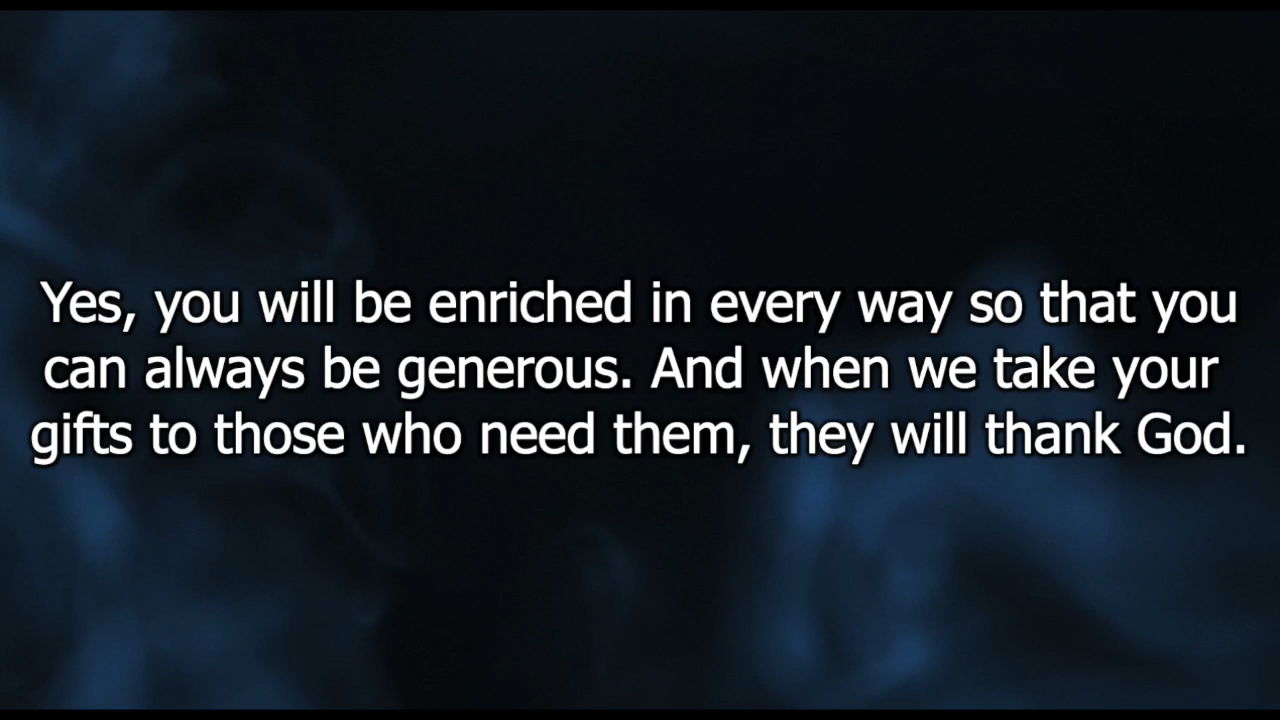 Yes, you will be enriched in every way so that you
can always be generous. And when we take your
gifts to those who need them, they will thank God.